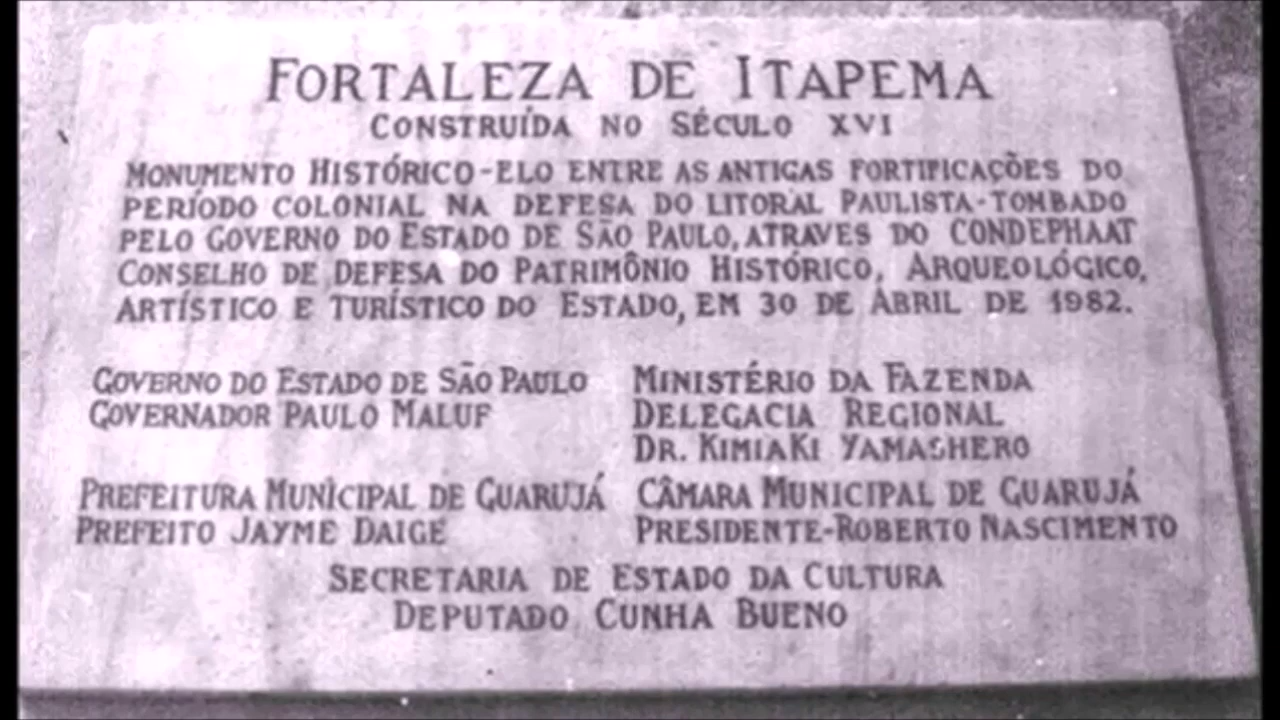 FORTALEZA DE ITAPEMA
CONSTRUÍDA NO SÉCULO XVI
MONUMENTO HISTÓRICO-ELO ENTRE AS ANTIGAS FORTIFICAÇÕES DO
PERÍODO COLONIAL NA DEFESA DO LITORAL PAULISTA-TOMBADO
PELO GOVERNO DO ESTADO DE SÃO PAULO, ATRAVES DO CONDEPHAAT
CONSELHO DE DEFESA DO PATRIMÔNIO HISTÓRICO, ARQUEOLÓGICO,
ARTÍSTICO E TURÍSTICO DO ESTADO, EM 30 DE ABRIL DE 1982.
GOVERNO DO ESTADO DE SÃO PAULO
GOVERNADOR PAULO MALUF
MINISTÉRIO DA FAZENDA
DELEGACIA REGIONAL
DR. KIMIAKI YAMASHERO
PREFEITURA MUNICIPAL DE GUARUJÁ
PREFEITO JAYME DAIGE
CÂMARA MUNICIPAL DE GUARUJÁ
PRESIDENTE-ROBERTO NASCIMENTO
SECRETARIA DE ESTADO DA CULTURA
DEPUTADO CUNHA BUENO